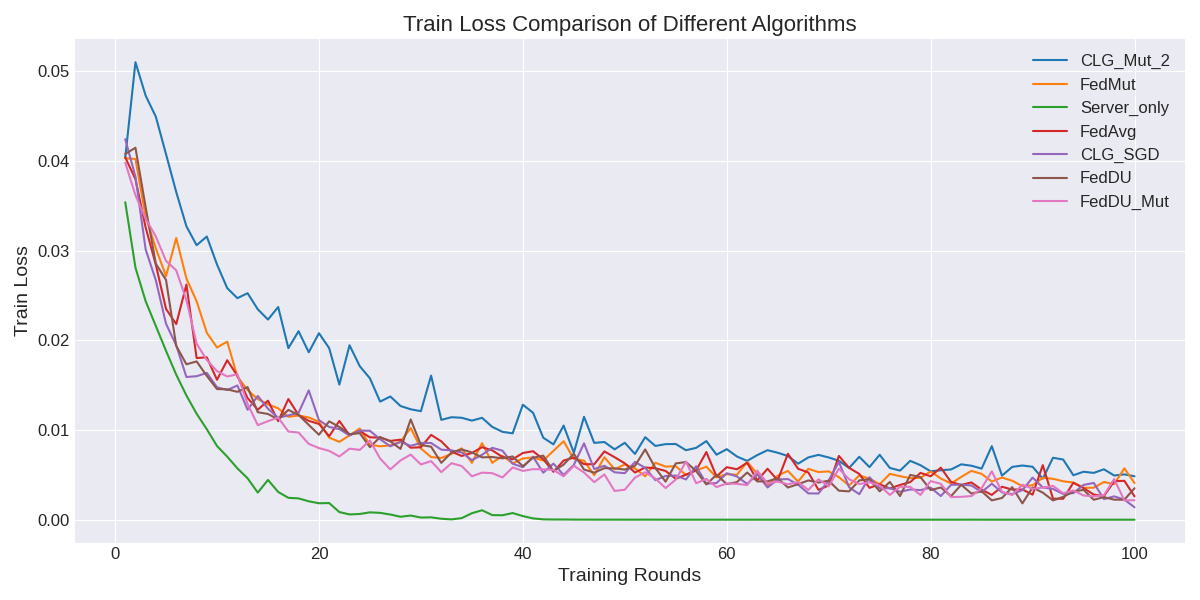 Train Loss Comparison of Different Algorithms
CLG_Mut_2
FedMut
Server_only
FedAvg
CLG_SGD
FedDU
FedDU_Mut
Train Loss
0.05
0.04
0.03
0.02
0.01
0.00
0 20 40 60 80 100
Training Rounds